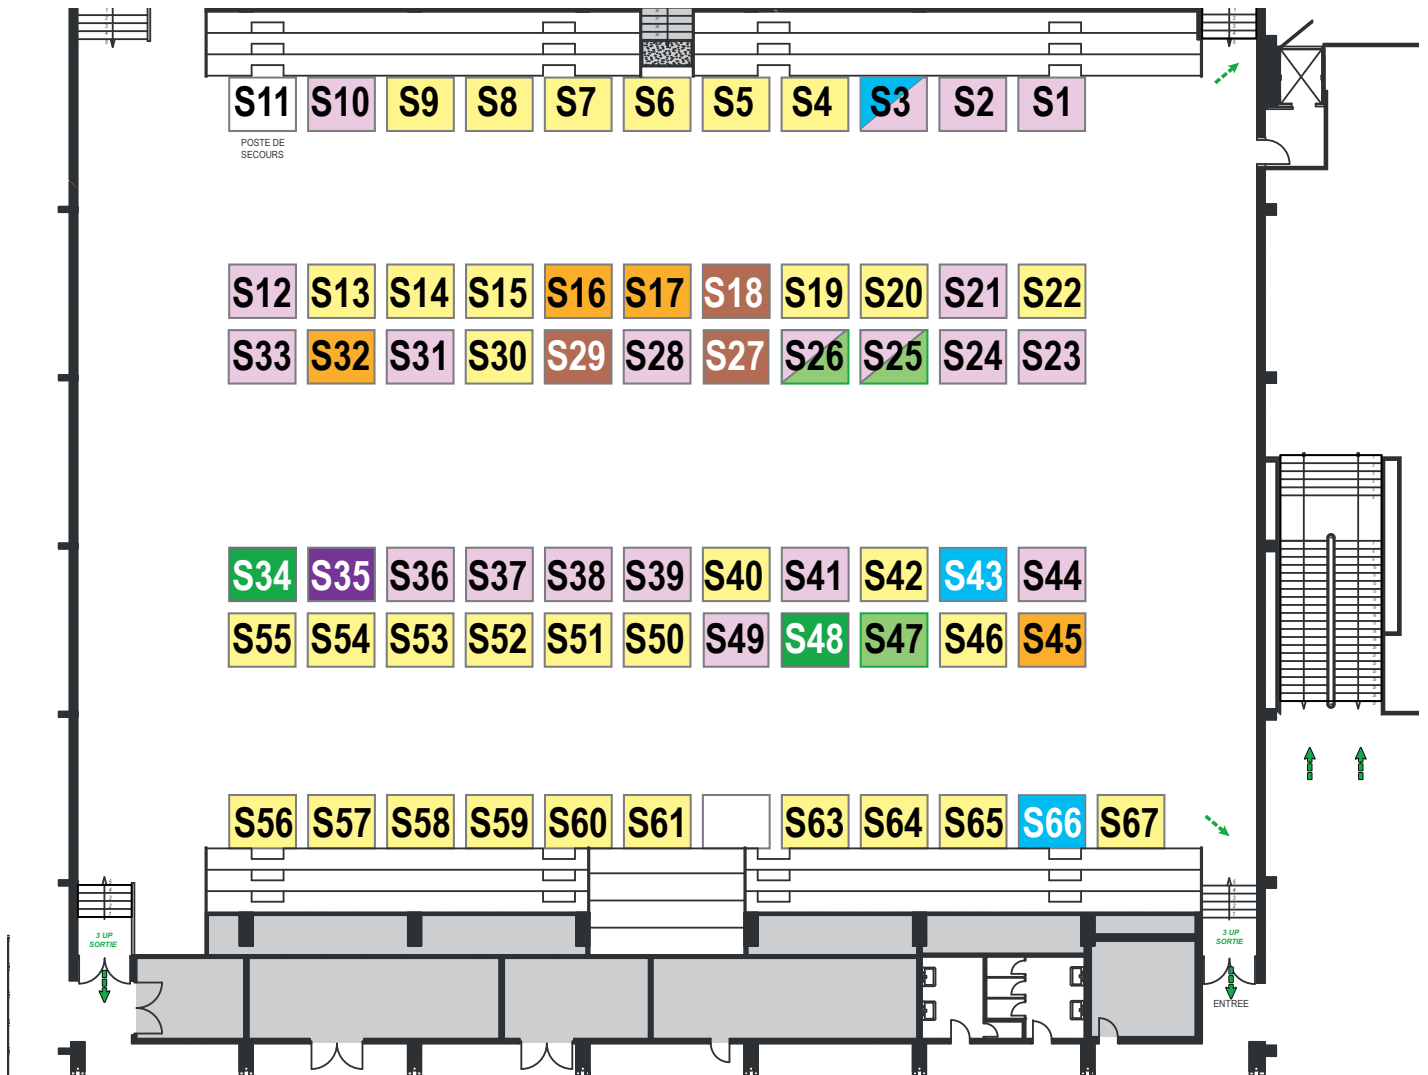 S11 S10 S9 S8 S7 S6 S5 S4 S3 S2 S1
POSTE DE
SECOURS
S12 S13 S14 S15 S16 S17 S18 S19 S20 S21 S22
S33 S32 S31 S30 S29 S28 S27 S26 S25 S24 S23
S34 S35 S36 S37 S38 S39 S40 S41 S42 S43 S44
S55 S54 S53 S52 S51 S50 S49 S48 S47 S46 S45
S56 S57 S58 S59 S60 S61 S63 S64 S65 S66 S67
3 UP
SORTIE
3 UP
SORTIE
ENTREE